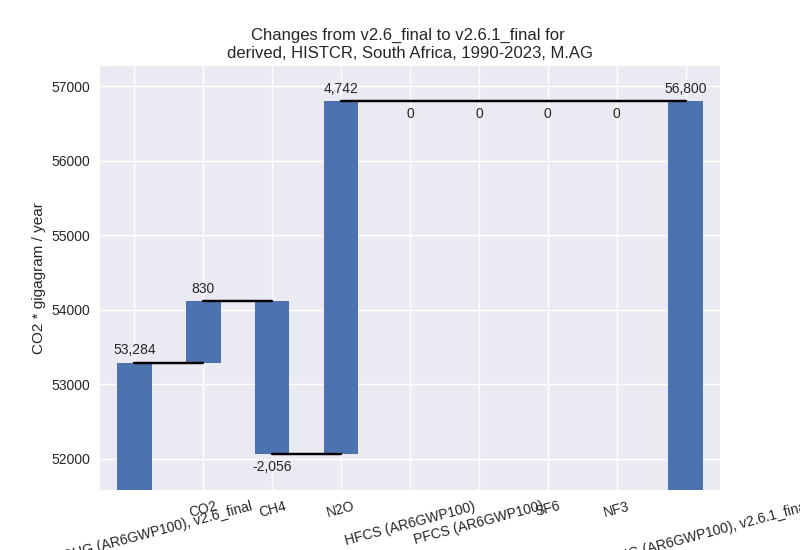 Changes from v2.6_final to v2.6.1_final for
derived, HISTCR, South Africa, 1990-2023, M.AG
57000
56000
55000
54000
53000
52000
CO2 * gigagram / year
53,284
830
-2,056
4,742
0
0
0
0
56,800
(AR6GWP100), v2.6_final
CO2
CH4
N2O
HFCS (AR6GWP100)
PFCS (AR6GWP100)
SF6
NF3
(AR6GWP100), v2.6.1